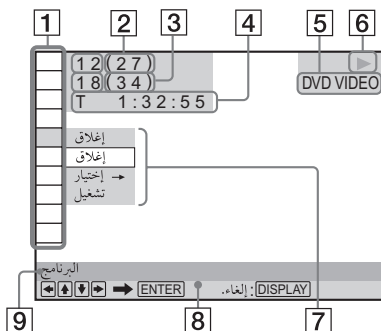 1 2 3 4 5 6
12(27)
18(34)
T 1:32:55
DVD VIDEO
إغلاق
إغلاق
← إختيار
تشغيل
البرنامج
ENTER إلغاء: DISPLAY
9 8 7